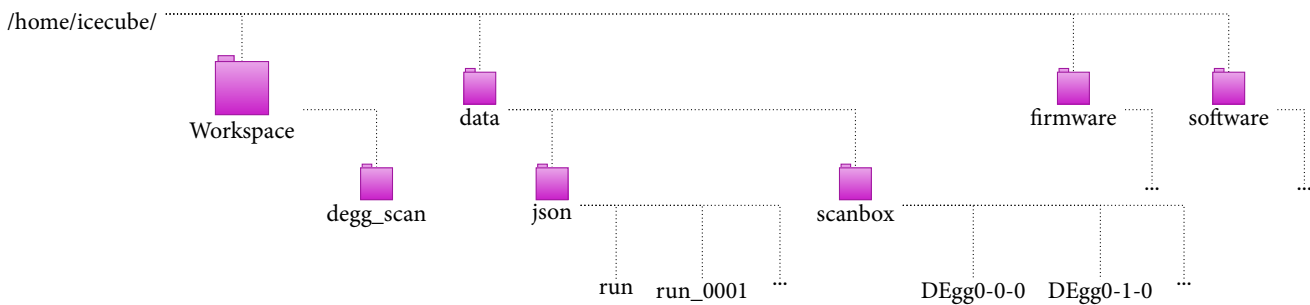 /home/icecube/
Workspace
data
firmware
software
degg_scan
json
scanbox
...
...
run
run_0001
...
DEgg0-0-0
DEgg0-1-0
...